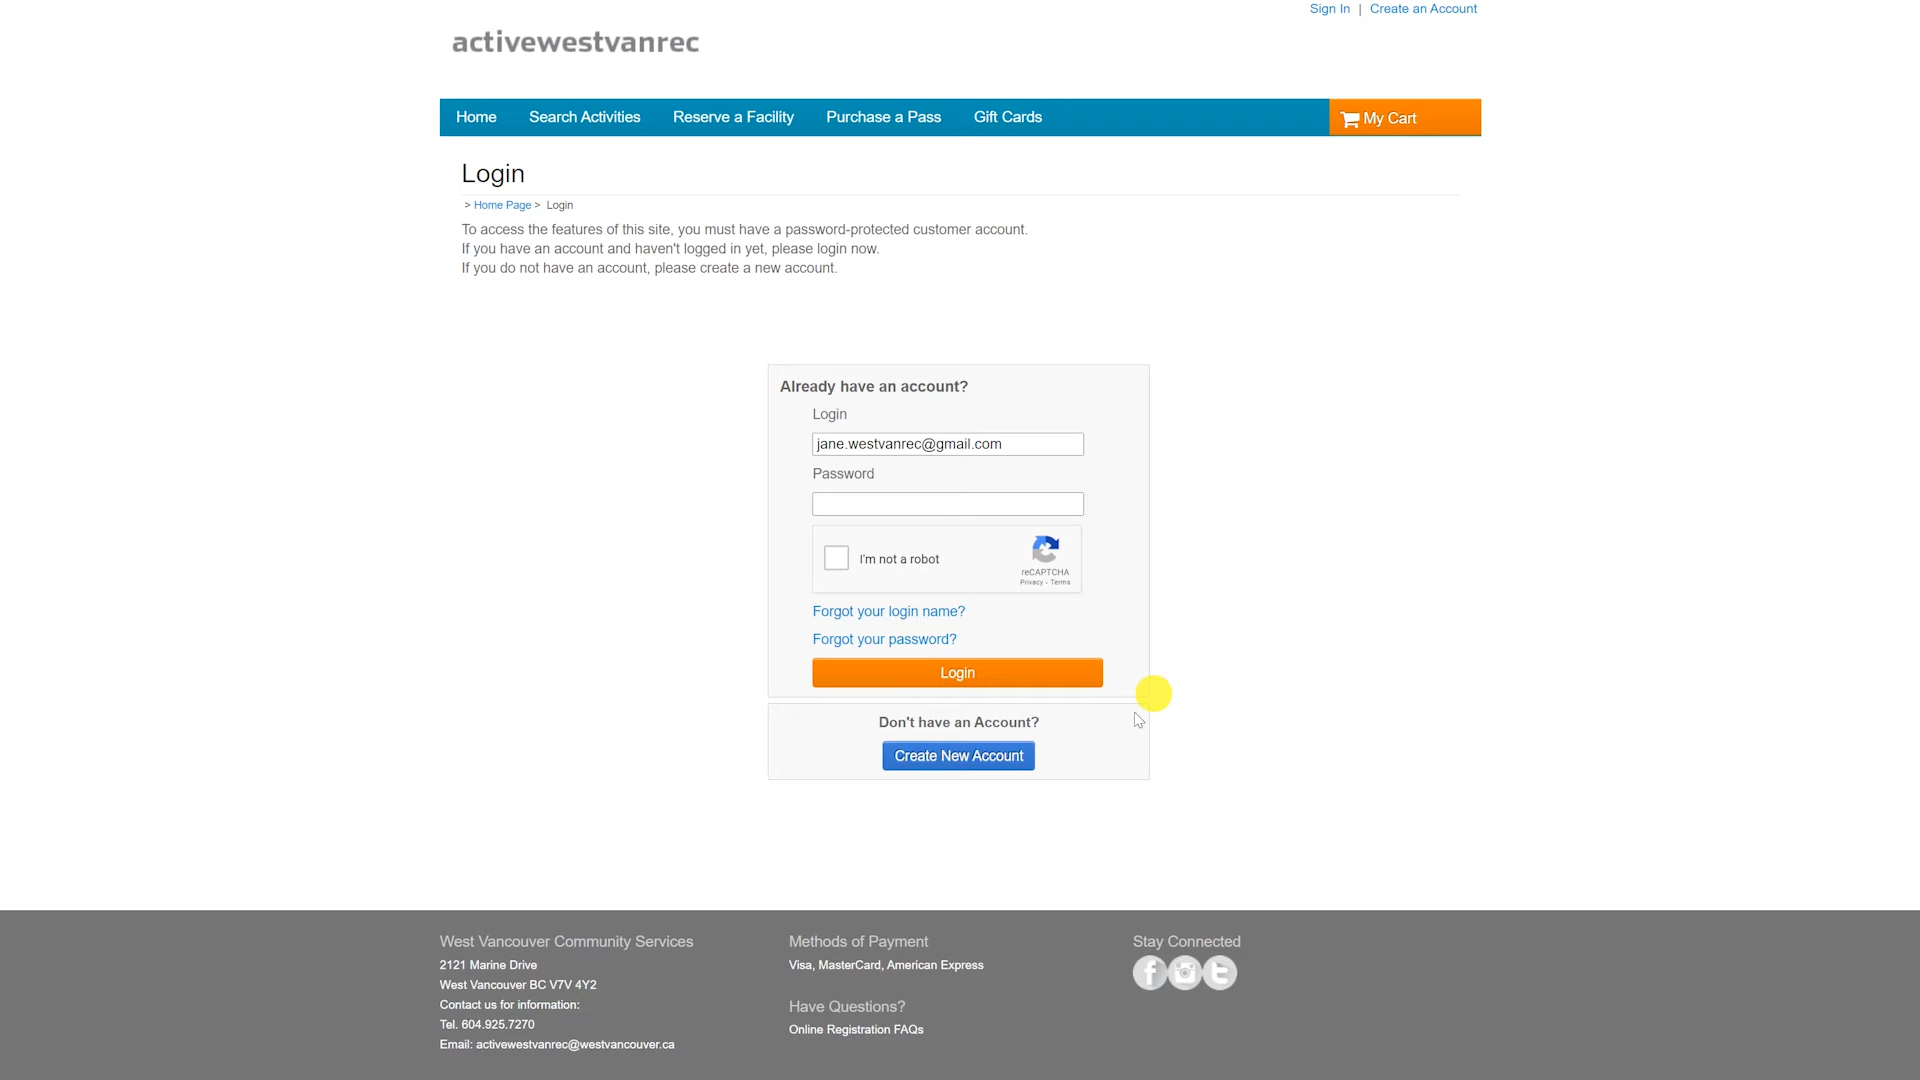 Sign In | Create an Account
activewestvanrec
Home Search Activities Reserve a Facility Purchase a Pass Gift Cards My Cart
Login
> Home Page > Login
To access the features of this site, you must have a password-protected customer account.
If you have an account and haven't logged in yet, please login now.
If you do not have an account, please create a new account.
Already have an account?
Login
jane.westvanrec@gmail.com
Password
I'm not a robot
reCAPTCHA
Privacy - Terms
Forgot your login name?
Forgot your password?
Login
Don't have an Account?
Create New Account
West Vancouver Community Services
2121 Marine Drive
West Vancouver BC V7V 4Y2
Contact us for information:
Tel. 604.925.7270
Email: activewestvanrec@westvancouver.ca
Methods of Payment
Visa, MasterCard, American Express
Have Questions?
Online Registration FAQs
Stay Connected